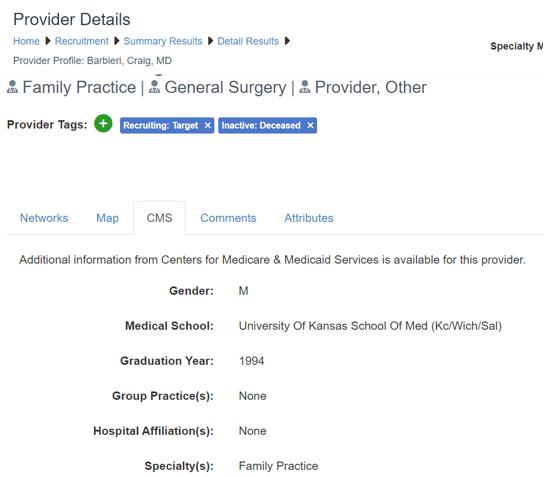 Provider Details
Home Recruitment Summary Results Detail Results
Specialty M
Provider Profile: Barbieri, Craig, MD
Family Practice | General Surgery | Provider, Other
Provider Tags: Recruiting: Target × Inactive: Deceased ×
Networks Map CMS Comments Attributes
Additional information from Centers for Medicare & Medicaid Services is available for this provider.
Gender: M
Medical School: University Of Kansas School Of Med (Kc/Wich/Sal)
Graduation Year: 1994
Group Practice(s): None
Hospital Affiliation(s): None
Specialty(s): Family Practice